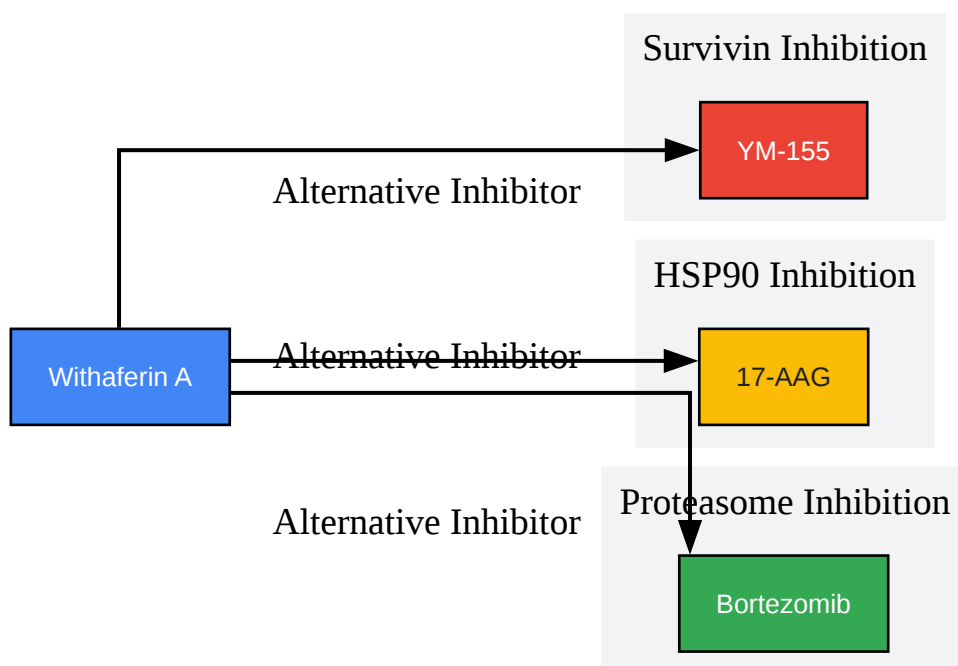 Survivin Inhibition
YM-155
Alternative Inhibitor
HSP90 Inhibition
Withaferin A
Alternative Inhibitor
17-AAG
Proteasome Inhibition
Alternative Inhibitor
Bortezomib